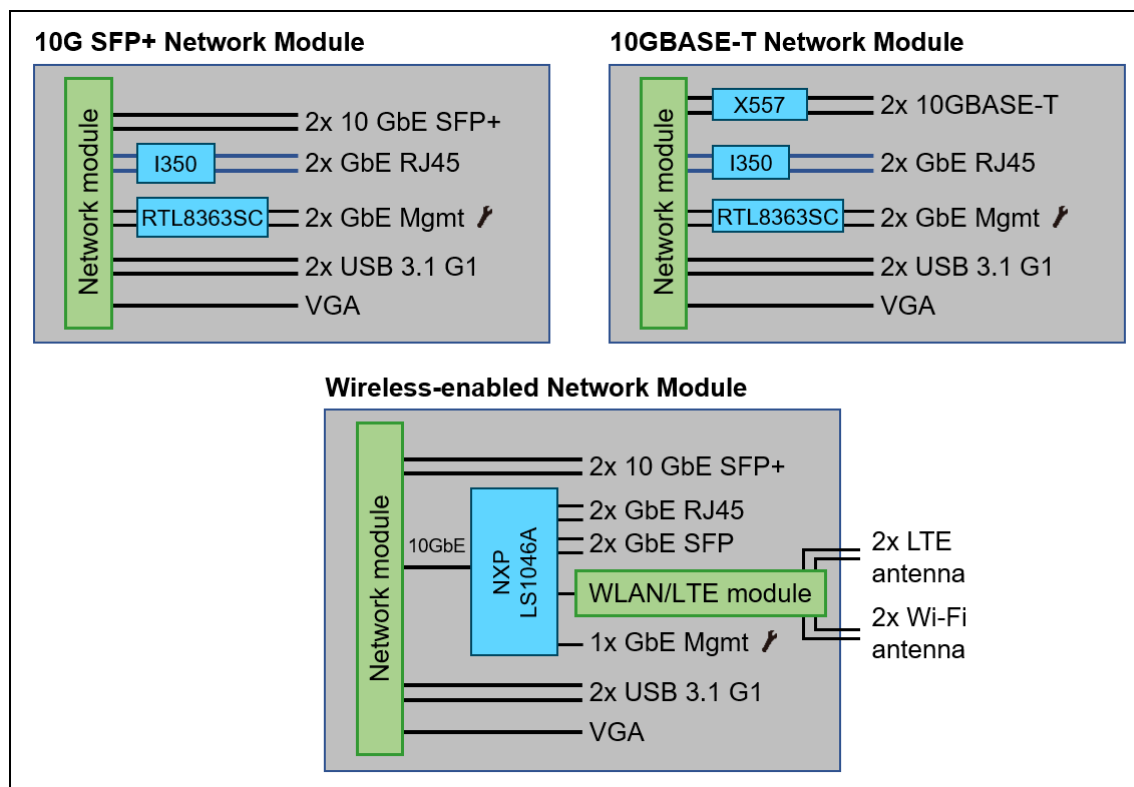 10G SFP+ Network Module
Network module
2x 10 GbE SFP+
I350
2x GbE RJ45
RTL8363SC
2x GbE Mgmt
2x USB 3.1 G1
VGA
10GBASE-T Network Module
Network module
X557
2x 10GBASE-T
I350
2x GbE RJ45
RTL8363SC
2x GbE Mgmt
2x USB 3.1 G1
VGA
Wireless-enabled Network Module
Network module
2x 10 GbE SFP+
10GbE
NXP
LS1046A
2x GbE RJ45
2x GbE SFP
WLAN/LTE module
1x GbE Mgmt
2x USB 3.1 G1
VGA
2x LTE
antenna
2x Wi-Fi
antenna